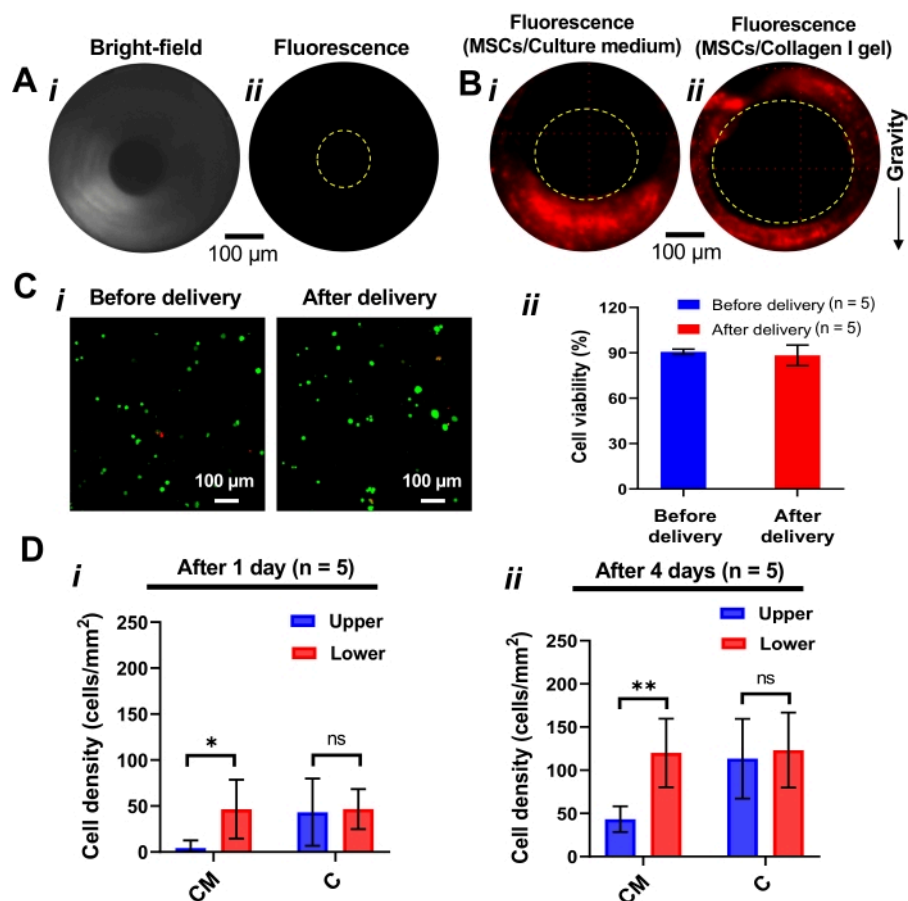 A
i
Bright-field
ii
Fluorescence
100 µm
B
i
Fluorescence
(MSCs/Culture medium)
ii
Fluorescence
(MSCs/Collagen I gel)
100 µm
Gravity
C
i
Before delivery
After delivery
100 µm
100 µm
ii
Before delivery (n = 5)
After delivery (n = 5)
Cell viability (%)
120
90
60
30
0
Before
delivery
After
delivery
D
i
After 1 day (n = 5)
Upper
Lower
Cell density (cells/mm²)
250
200
150
100
50
0
*
ns
CM
C
ii
After 4 days (n = 5)
Upper
Lower
Cell density (cells/mm²)
250
200
150
100
50
0
**
ns
CM
C